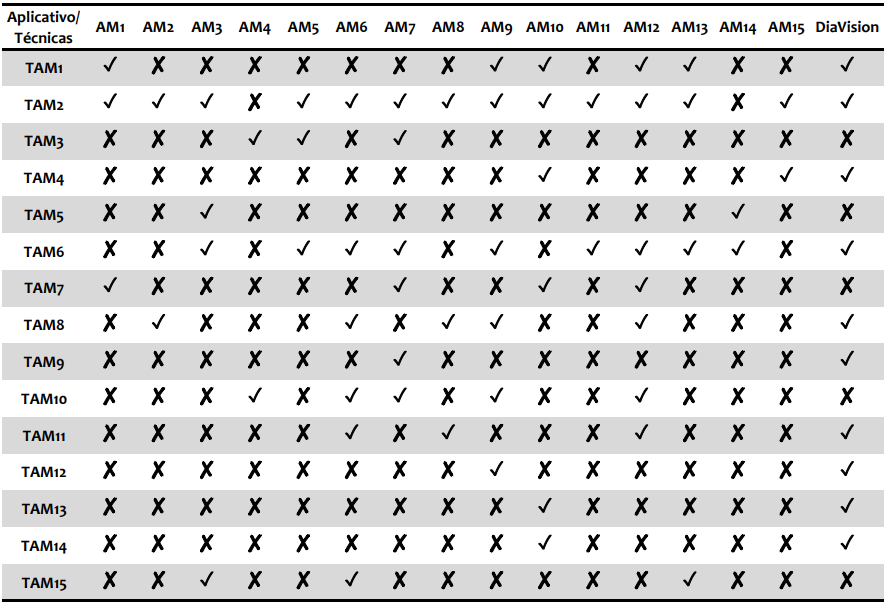 Aplicativo/ Técnicas AM1 AM2 AM3 AM4 AM5 AM6 AM7 AM8 AM9 AM10 AM11 AM12 AM13 AM14 AM15 DiaVision
TAM1 ✓ ✗ ✗ ✗ ✗ ✗ ✗ ✗ ✓ ✓ ✗ ✓ ✓ ✗ ✗ ✓
TAM2 ✓ ✓ ✓ ✗ ✓ ✓ ✓ ✓ ✓ ✓ ✓ ✓ ✓ ✗ ✓ ✓
TAM3 ✗ ✗ ✗ ✓ ✓ ✗ ✓ ✗ ✗ ✗ ✗ ✗ ✗ ✗ ✗ ✗
TAM4 ✗ ✗ ✗ ✗ ✗ ✗ ✗ ✗ ✗ ✓ ✗ ✗ ✗ ✗ ✓ ✓
TAM5 ✗ ✗ ✓ ✗ ✗ ✗ ✗ ✗ ✗ ✗ ✗ ✗ ✗ ✓ ✗ ✗
TAM6 ✗ ✗ ✓ ✗ ✓ ✓ ✓ ✗ ✓ ✗ ✓ ✓ ✓ ✓ ✗ ✓
TAM7 ✓ ✗ ✗ ✗ ✗ ✗ ✓ ✗ ✗ ✓ ✗ ✓ ✗ ✗ ✗ ✗
TAM8 ✗ ✓ ✗ ✗ ✗ ✓ ✗ ✓ ✓ ✗ ✗ ✓ ✗ ✗ ✗ ✓
TAM9 ✗ ✗ ✗ ✗ ✗ ✗ ✓ ✗ ✗ ✗ ✗ ✗ ✗ ✗ ✗ ✓
TAM10 ✗ ✗ ✗ ✓ ✗ ✓ ✓ ✗ ✓ ✗ ✗ ✓ ✗ ✗ ✗ ✗
TAM11 ✗ ✗ ✗ ✗ ✗ ✓ ✗ ✓ ✗ ✗ ✗ ✓ ✗ ✗ ✗ ✓
TAM12 ✗ ✗ ✗ ✗ ✗ ✗ ✗ ✗ ✓ ✗ ✗ ✗ ✗ ✗ ✗ ✓
TAM13 ✗ ✗ ✗ ✗ ✗ ✗ ✗ ✗ ✗ ✓ ✗ ✗ ✗ ✗ ✗ ✓
TAM14 ✗ ✗ ✗ ✗ ✗ ✗ ✗ ✗ ✗ ✓ ✗ ✗ ✗ ✗ ✗ ✓
TAM15 ✗ ✗ ✓ ✗ ✗ ✓ ✗ ✗ ✗ ✗ ✗ ✗ ✓ ✗ ✗ ✗